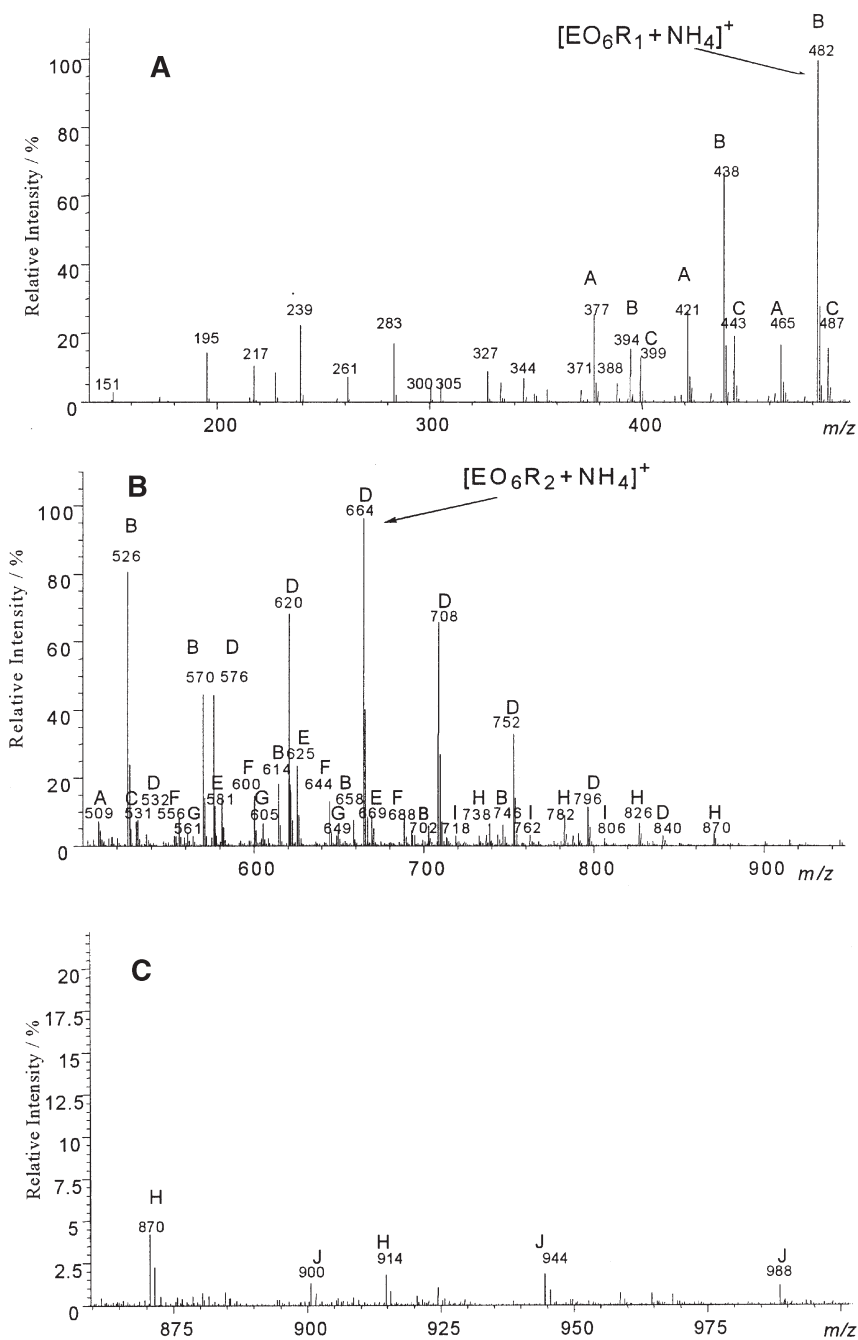 A
[EO6R1 + NH4]+
B
482
100
80
60
40
20
0
Relative Intensity / %
B
438
A
377
A
421
B
394
C
399
C
443
A
465
C
487
151
195
217
239
261
283
300
305
327
344
371
388
200
300
400
m/z
B
[EO6R2 + NH4]+
D
664
100
80
60
40
20
0
Relative Intensity / %
B
526
D
620
D
708
B
570
D
576
D
752
A
509
C
531
D
532
F
556
G
561
E
581
F
600
G
605
B
614
E
625
F
644
G
649
B
658
E
669
F
688
B
702
I
718
H
738
B
746
I
762
H
782
D
796
I
806
H
826
D
840
H
870
600
700
800
900
m/z
C
20
17.5
15
12.5
10
7.5
5
2.5
0
Relative Intensity / %
H
870
J
900
H
914
J
944
J
988
875
900
925
950
975
m/z